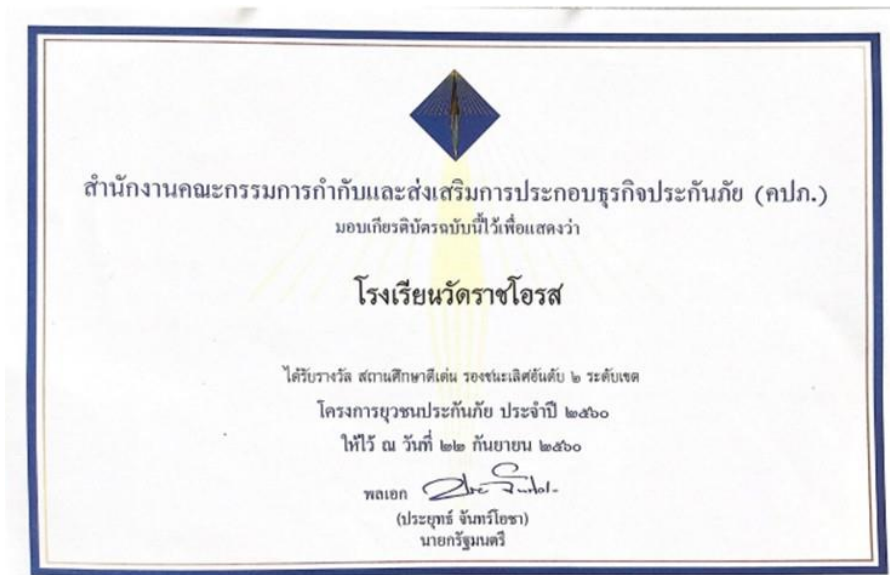 สำนักงานคณะกรรมการกำกับและส่งเสริมการประกอบธุรกิจประกันภัย (คปภ.)
มอบเกียรติบัตรฉบับนี้ไว้เพื่อแสดงว่า
โรงเรียนวัดราชโอรส
ได้รับรางวัล สถานศึกษาดีเด่น รองชนะเลิศอันดับ ๒ ระดับเขต
โครงการยุวชนประกันภัย ประจำปี ๒๕๖๐
ให้ไว้ ณ วันที่ ๒๒ กันยายน ๒๕๖๐
พลเอก
(ประยุทธ์ จันทร์โอชา)
นายกรัฐมนตรี